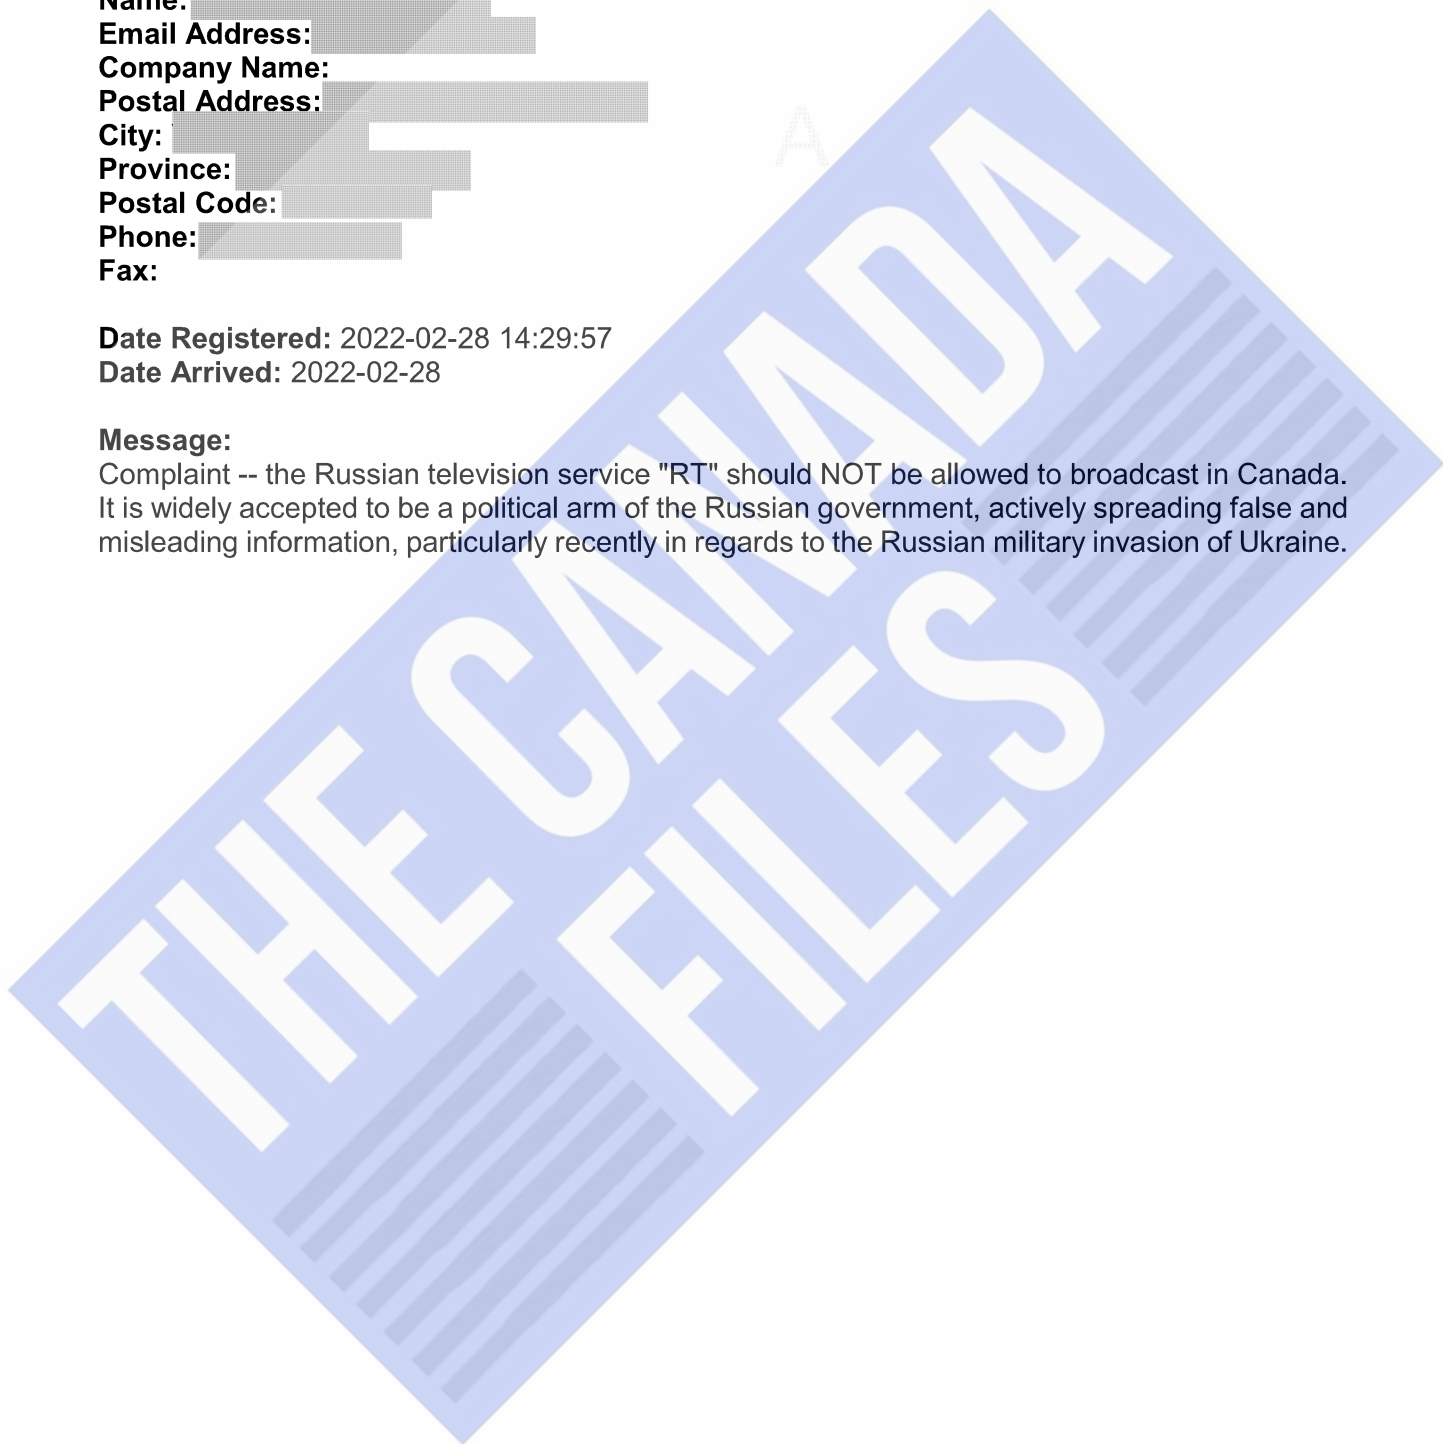 Name:
Email Address:
Company Name:
Postal Address:
City:
Province:
Postal Code:
Phone:
Fax:
Date Registered: 2022-02-28 14:29:57
Date Arrived: 2022-02-28
Message:
Complaint -- the Russian television service "RT" should NOT be allowed to broadcast in Canada.
It is widely accepted to be a political arm of the Russian government, actively spreading false and
misleading information, particularly recently in regards to the Russian military invasion of Ukraine.
A
THE CANADA
FILES